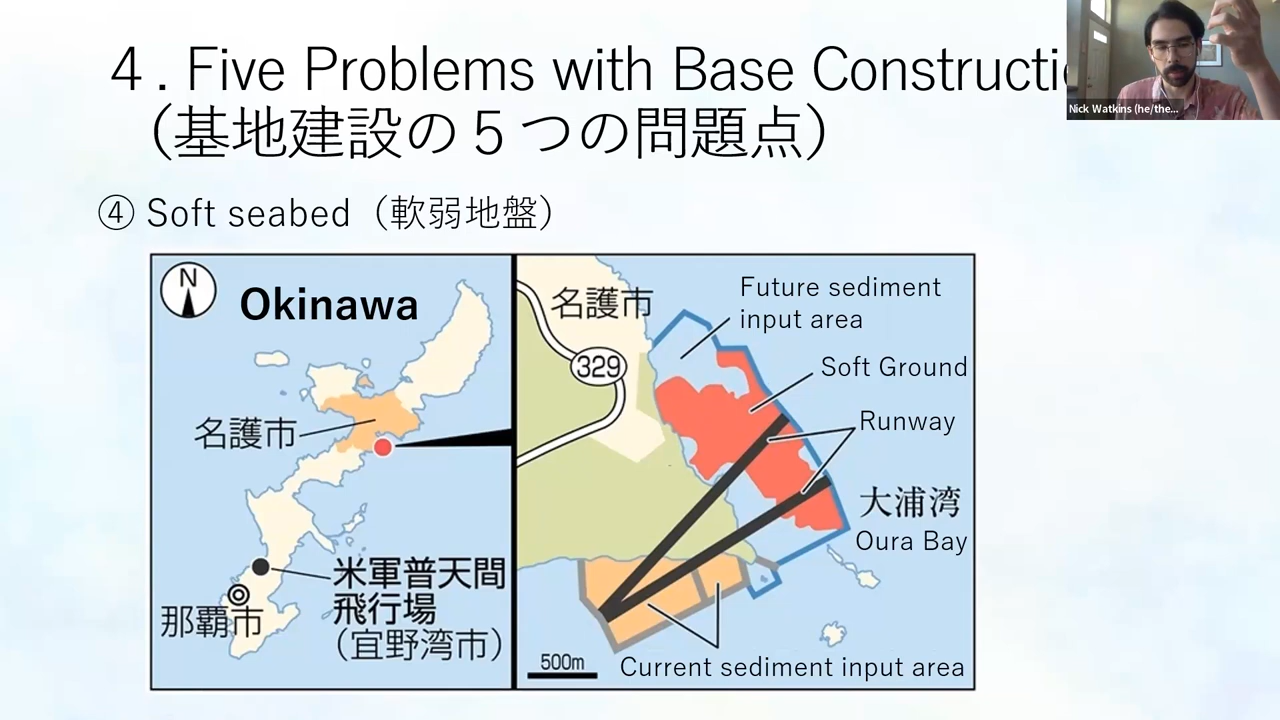 4. Five Problems with Base Constructi
（基地建設の５つの問題点）
Nick Watkins (he/the...
④ Soft seabed（軟弱地盤）
N
Okinawa
名護市
米軍普天間
飛行場
（宜野湾市）
那覇市
名護市
329
Future sediment
input area
Soft Ground
Runway
大浦湾
Oura Bay
500m
Current sediment input area